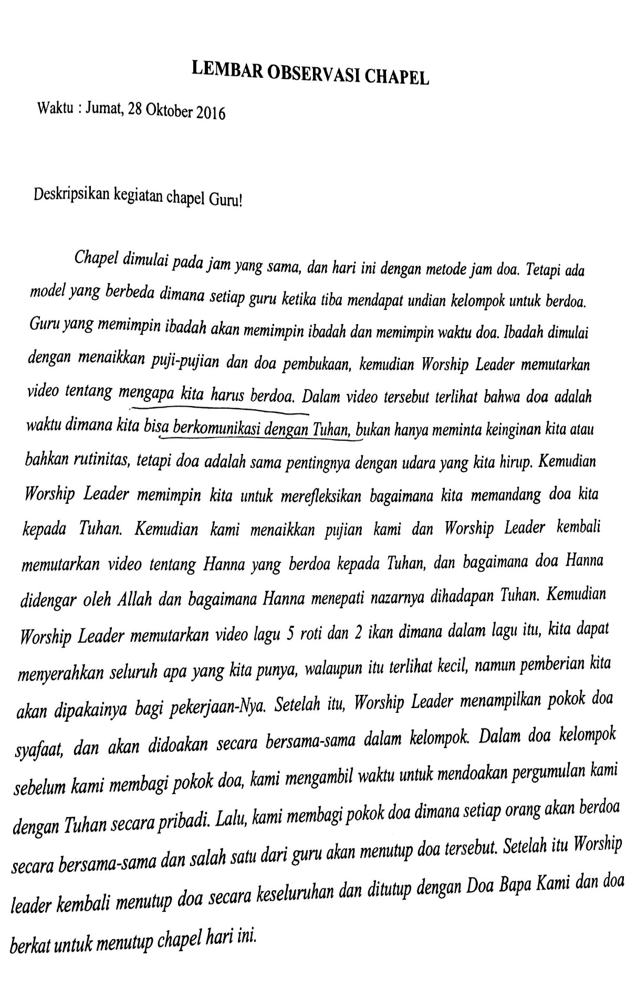 LEMBAR OBSERVASI CHAPEL
Waktu : Jumat, 28 Oktober 2016
Deskripsikan kegiatan chapel Guru!
Chapel dimulai pada jam yang sama, dan hari ini dengan metode jam doa. Tetapi ada
model yang berbeda dimana setiap guru ketika tiba mendapat undian kelompok untuk berdoa.
Guru yang memimpin ibadah akan memimpin ibadah dan memimpin waktu doa. Ibadah dimulai
dengan menaikkan puji-pujian dan doa pembukaan, kemudian Worship Leader memutarkan
video tentang mengapa kita harus berdoa. Dalam video tersebut terlihat bahwa doa adalah
waktu dimana kita bisa berkomunikasi dengan Tuhan, bukan hanya meminta keinginan kita atau
bahkan rutinitas, tetapi doa adalah sama pentingnya dengan udara yang kita hirup. Kemudian
Worship Leader memimpin kita untuk merefleksikan bagaimana kita memandang doa kita
kepada Tuhan. Kemudian kami menaikkan pujian kami dan Worship Leader kembali
memutarkan video tentang Hanna yang berdoa kepada Tuhan, dan bagaimana doa Hanna
didengar oleh Allah dan bagaimana Hanna menepati nazarnya dihadapan Tuhan. Kemudian
Worship Leader memutarkan video lagu 5 roti dan 2 ikan dimana dalam lagu itu, kita dapat
menyerahkan seluruh apa yang kita punya, walaupun itu terlihat kecil, namun pemberian kita
akan dipakainya bagi pekerjaan-Nya. Setelah itu, Worship Leader menampilkan pokok doa
syafaat, dan akan didoakan secara bersama-sama dalam kelompok. Dalam doa kelompok
sebelum kami membagi pokok doa, kami mengambil waktu untuk mendoakan pergumulan kami
dengan Tuhan secara pribadi. Lalu, kami membagi pokok doa dimana setiap orang akan berdoa
secara bersama-sama dan salah satu dari guru akan menutup doa tersebut. Setelah itu Worship
leader kembali menutup doa secara keseluruhan dan ditutup dengan Doa Bapa Kami dan doa
berkat untuk menutup chapel hari ini.